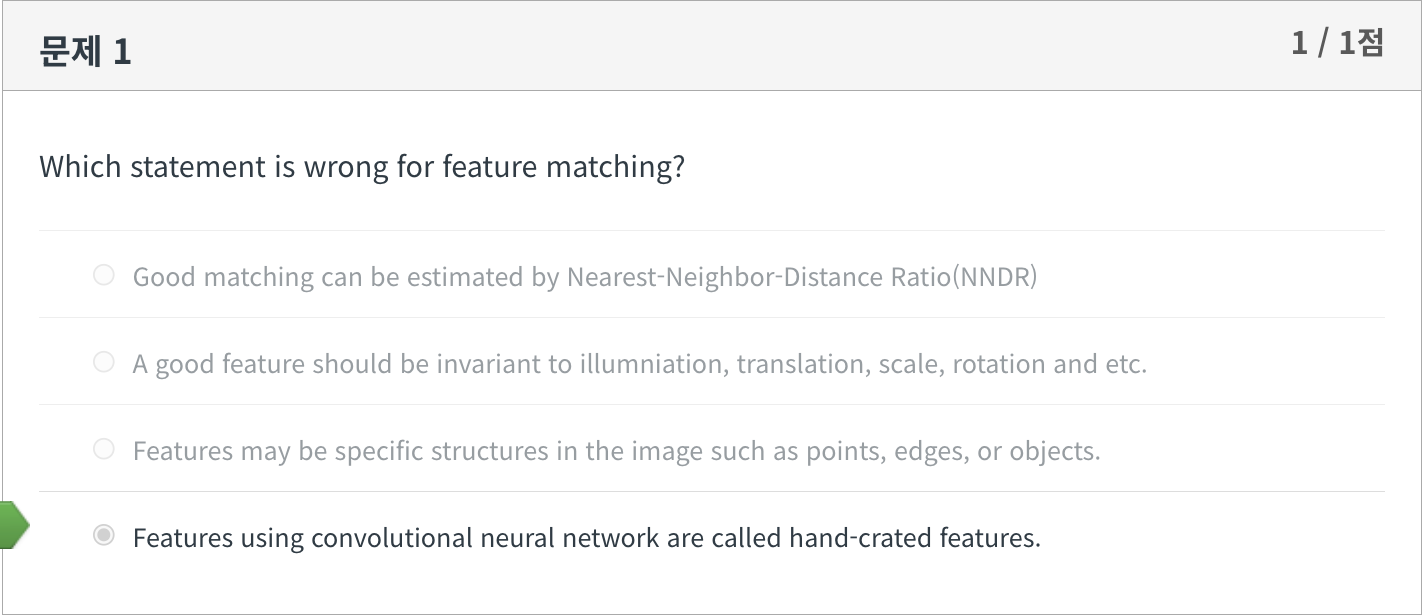 문제 1
1 / 1점
Which statement is wrong for feature matching?
Good matching can be estimated by Nearest-Neighbor-Distance Ratio(NNDR)
A good feature should be invariant to illumniation, translation, scale, rotation and etc.
Features may be specific structures in the image such as points, edges, or objects.
Features using convolutional neural network are called hand-crated features.